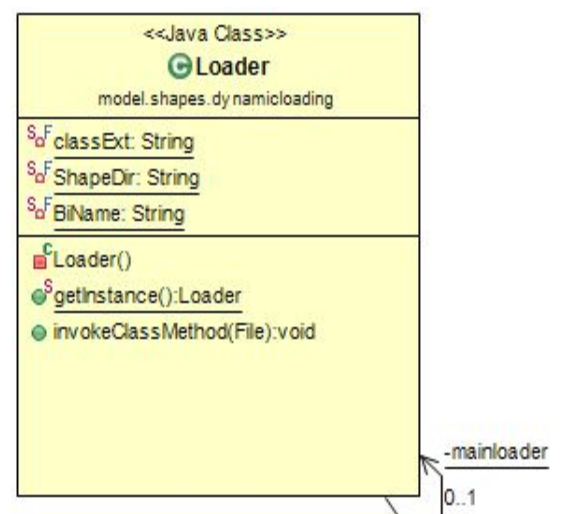 <<Java Class>>
C Loader
model.shapes.dynamicloading
S F classExt: String
S F ShapeDir: String
S F BiName: String
C Loader()
S getInstance():Loader
invokeClassMethod(File):void
-mainloader
0..1